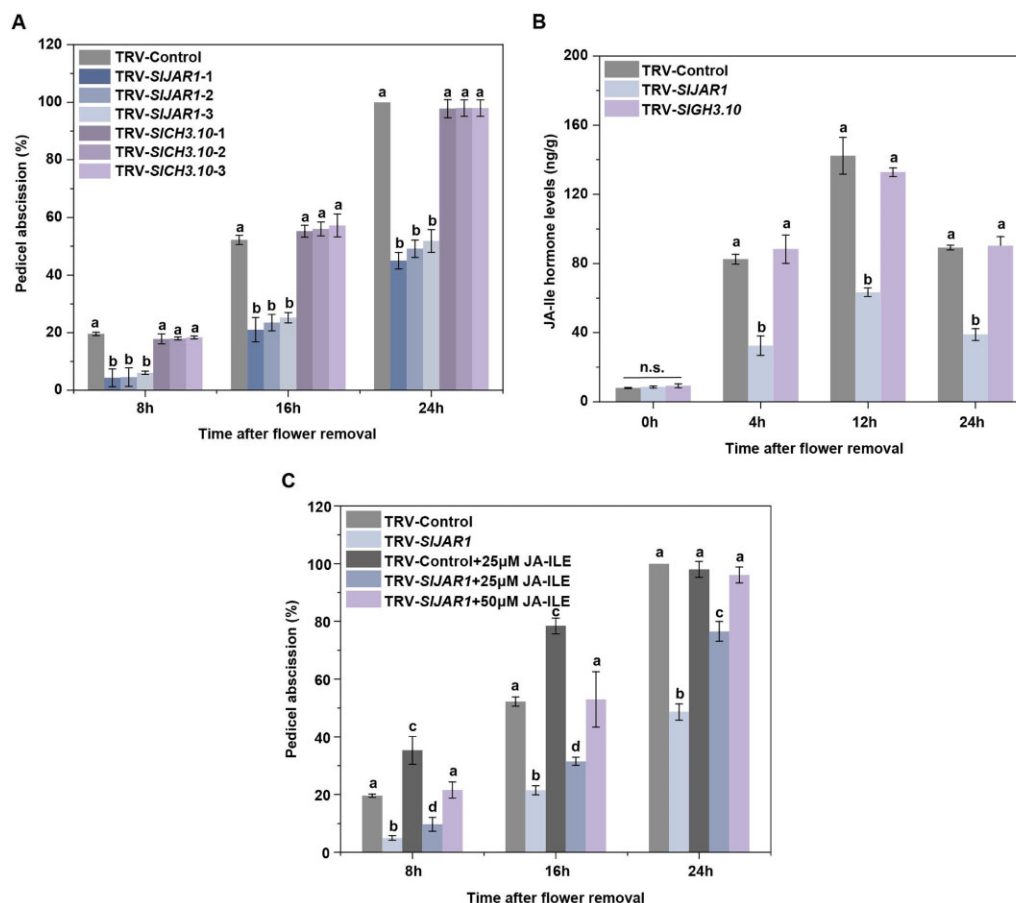 A
TRV-Control
TRV-SlJAR1-1
TRV-SlJAR1-2
TRV-SlJAR1-3
TRV-SlCH3.10-1
TRV-SlCH3.10-2
TRV-SlCH3.10-3
Pedicel abscission (%)
120
100
80
60
40
20
0
a
b
b
b
a
a
a
a
b
b
b
a
a
a
a
b
b
b
a
a
a
8h
16h
24h
Time after flower removal
B
TRV-Control
TRV-SlJAR1
TRV-SlGH3.10
JA-Ile hormone levels (ng/g)
200
160
120
80
40
0
n.s.
a
b
a
a
b
a
a
b
a
0h
4h
12h
24h
Time after flower removal
C
TRV-Control
TRV-SlJAR1
TRV-Control+25μM JA-ILE
TRV-SlJAR1+25μM JA-ILE
TRV-SlJAR1+50μM JA-ILE
Pedicel abscission (%)
120
100
80
60
40
20
0
a
b
c
d
a
a
b
c
d
a
a
b
a
c
a
8h
16h
24h
Time after flower removal